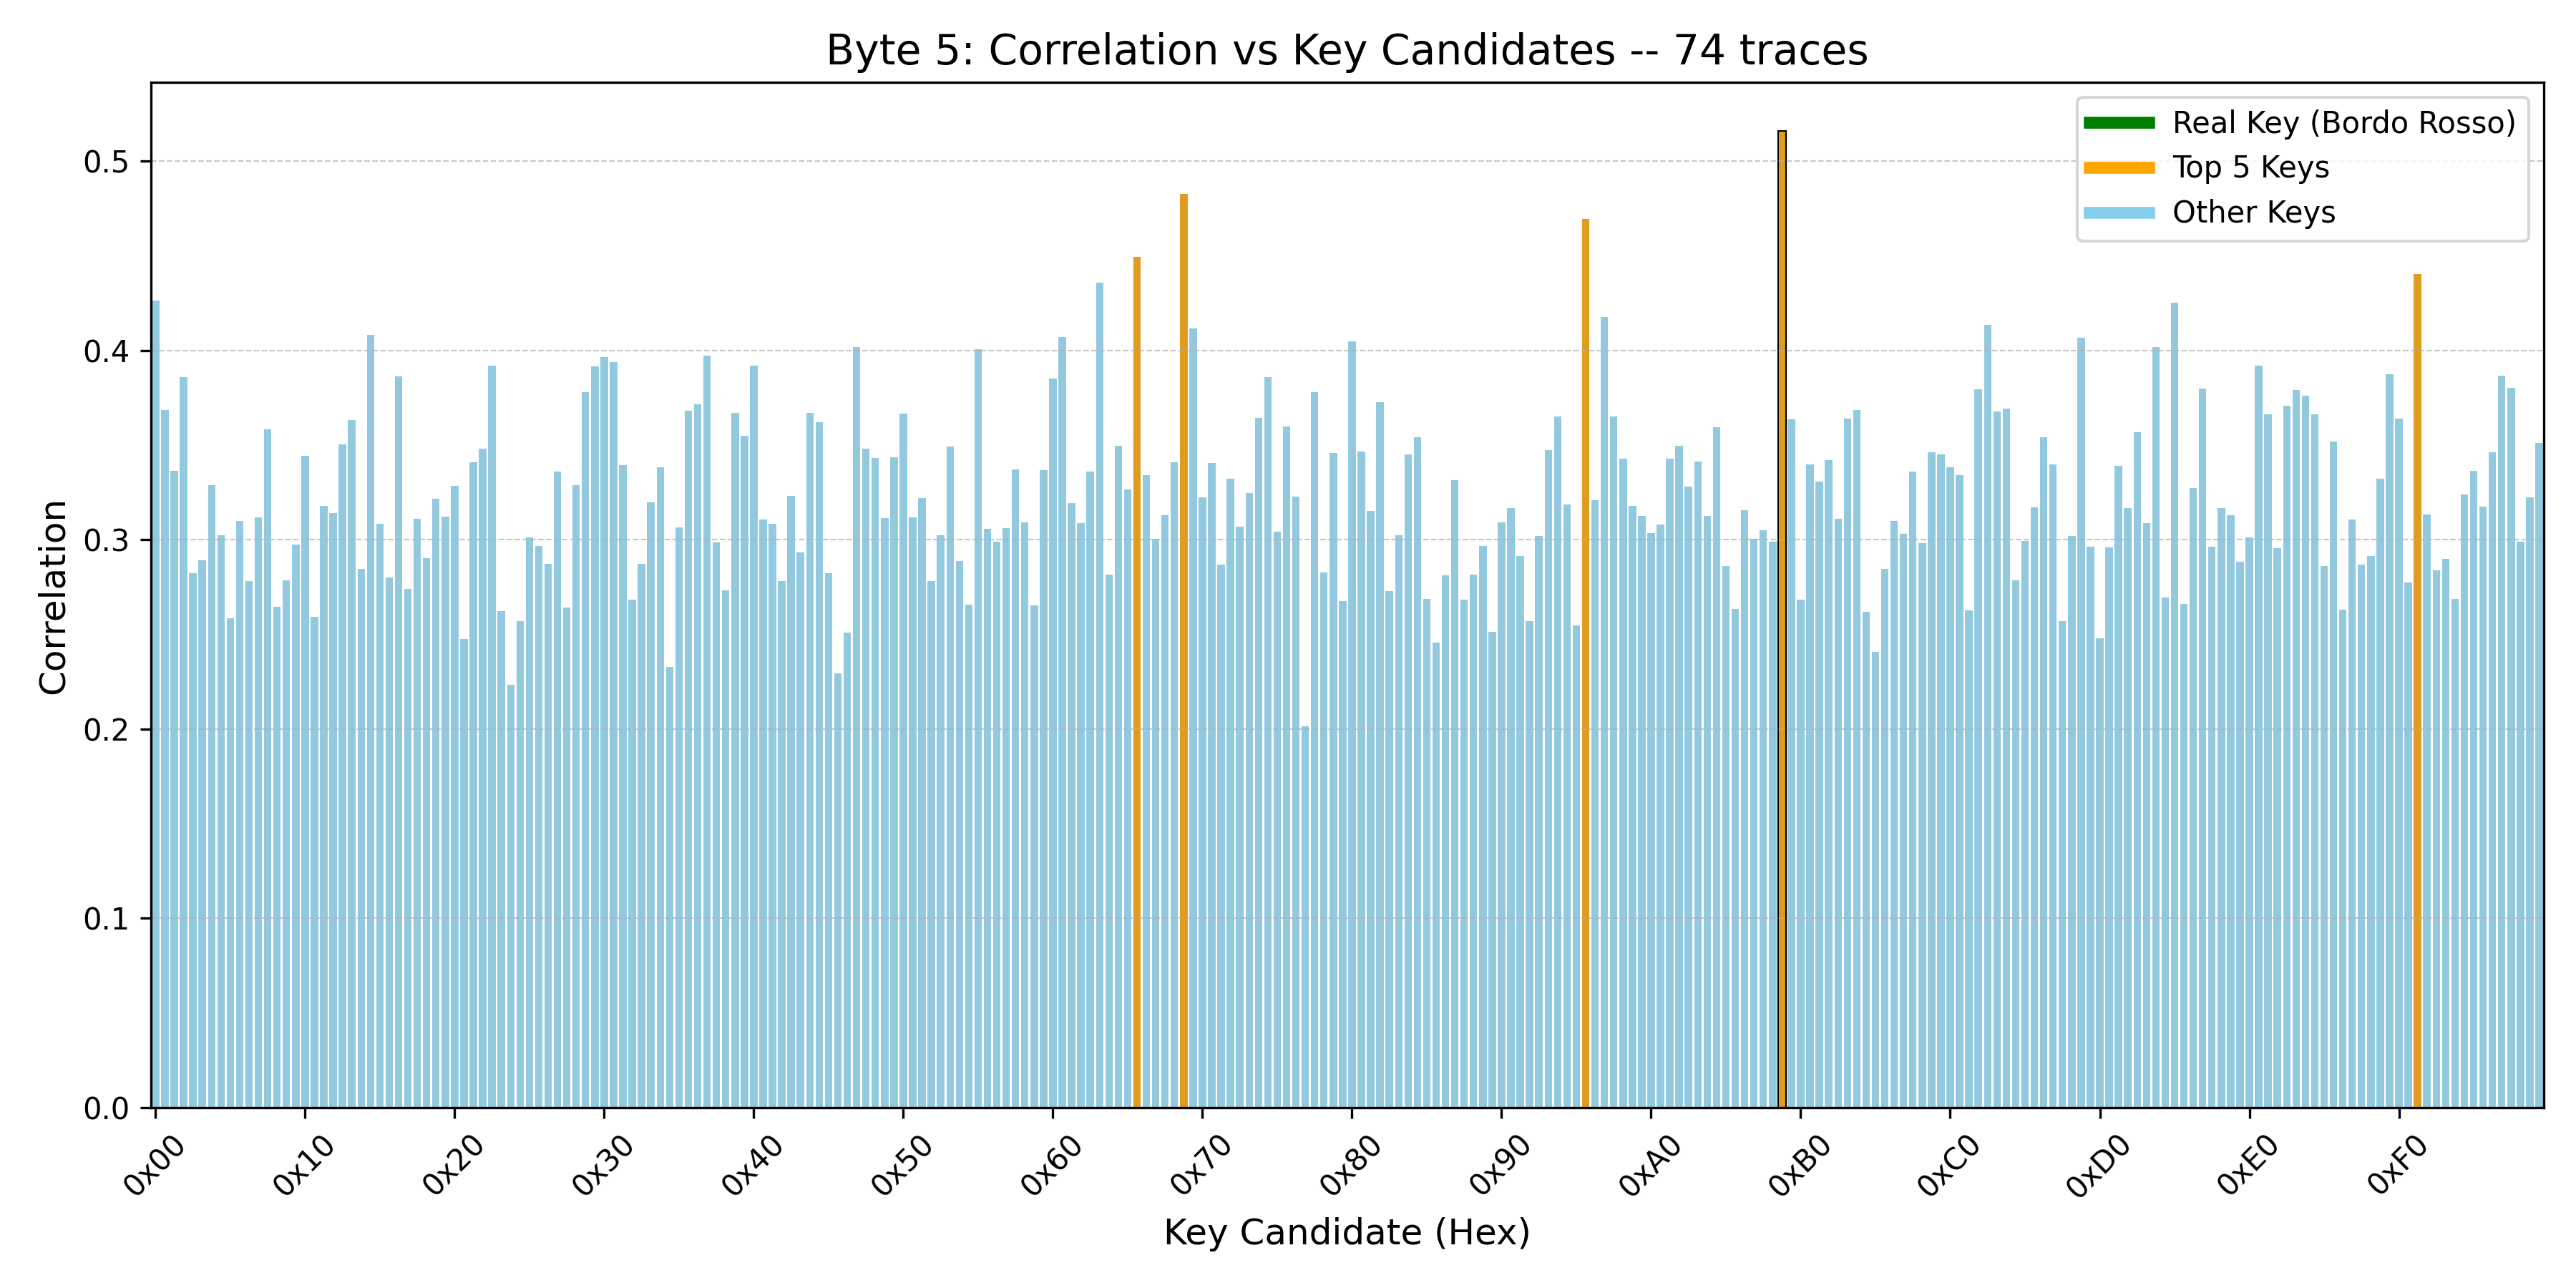 Byte 5: Correlation vs Key Candidates -- 74 traces
Real Key (Bordo Rosso)
Top 5 Keys
Other Keys
Correlation
0.5
0.4
0.3
0.2
0.1
0.0
0x00 0x10 0x20 0x30 0x40 0x50 0x60 0x70 0x80 0x90 0xA0 0xB0 0xC0 0xD0 0xE0 0xF0
Key Candidate (Hex)